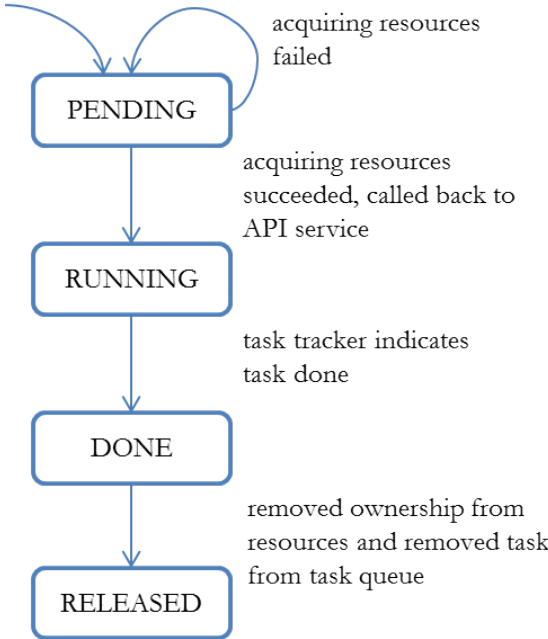 acquiring resources
failed
PENDING
acquiring resources
succeeded, called back to
API service
RUNNING
task tracker indicates
task done
DONE
removed ownership from
resources and removed task
from task queue
RELEASED